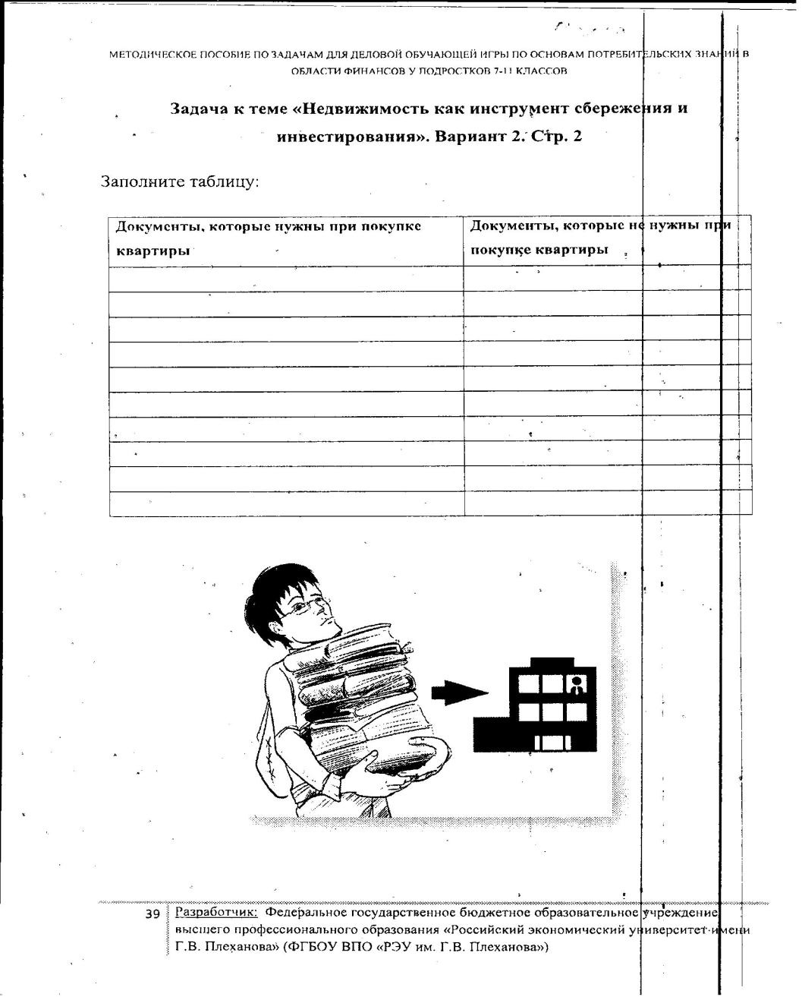 МЕТОДИЧЕСКОЕ ПОСОБИЕ ПО ЗАДАЧАМ ДЛЯ ДЕЛОВОЙ ОБУЧАЮЩЕЙ ИГРЫ ПО ОСНОВАМ ПОТРЕБИТЕЛЬСКИХ ЗНАНИЙ В
ОБЛАСТИ ФИНАНСОВ У ПОДРОСТКОВ 7-11 КЛАССОВ
Задача к теме «Недвижимость как инструмент сбережения и
инвестирования». Вариант 2. Стр. 2
Заполните таблицу:
Документы, которые нужны при покупке
квартиры
Документы, которые не нужны при
покупке квартиры
39
Разработчик: Федеральное государственное бюджетное образовательное учреждение
высшего профессионального образования «Российский экономический университет имени
Г.В. Плеханова» (ФГБОУ ВПО «РЭУ им. Г.В. Плеханова»)